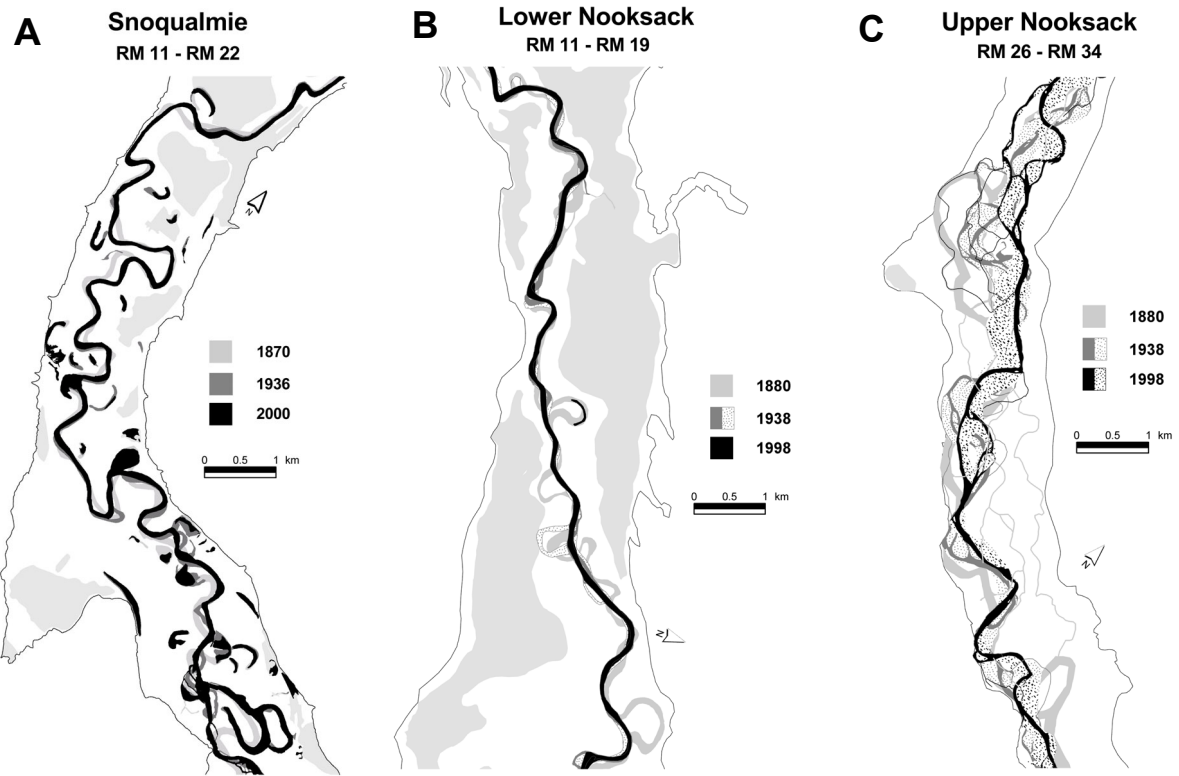 A
Snoqualmie
RM 11 - RM 22
N
1870
1936
2000
0 0.5 1 km
B
Lower Nooksack
RM 11 - RM 19
1880
1938
1998
0 0.5 1 km
N
C
Upper Nooksack
RM 26 - RM 34
1880
1938
1998
0 0.5 1 km
N